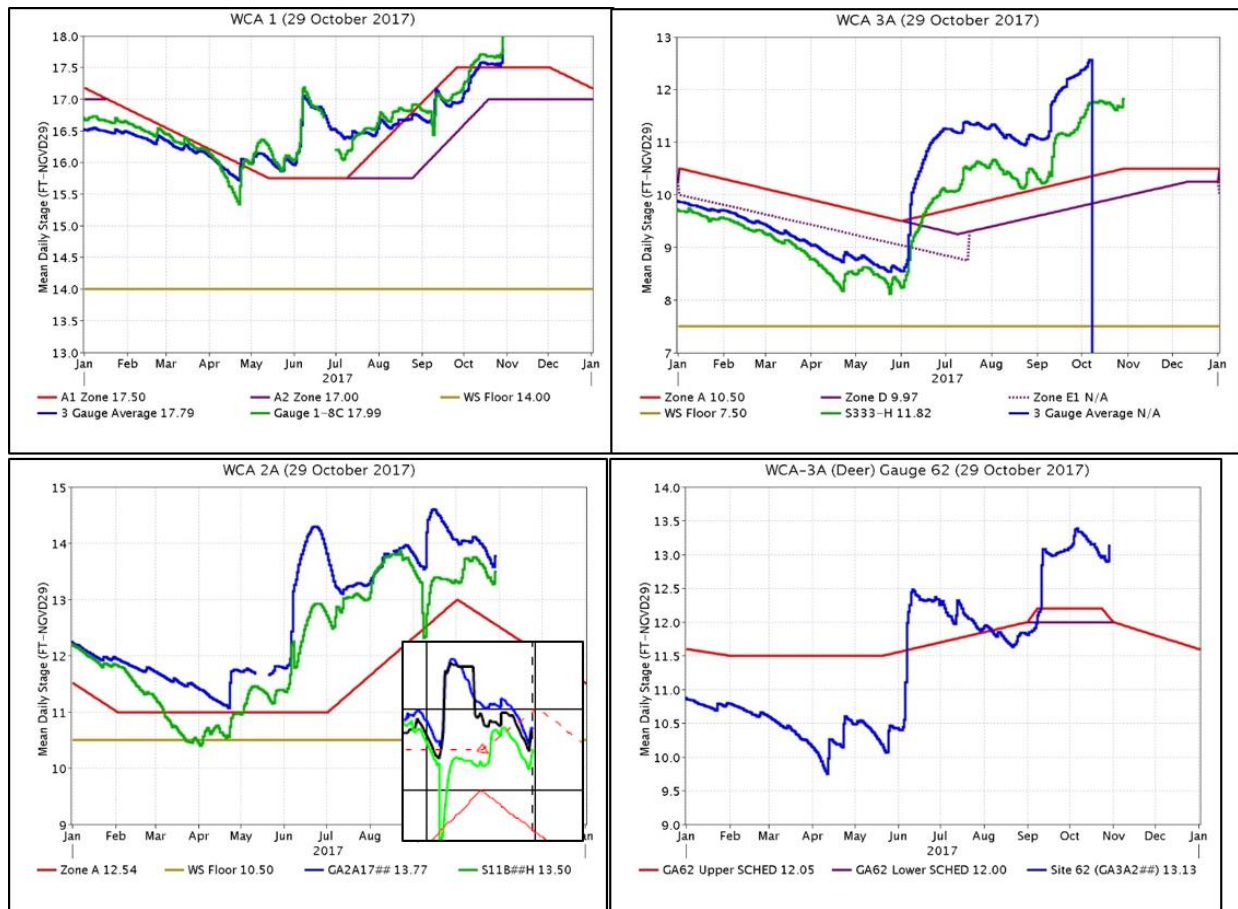 WCA 1 (29 October 2017)
Mean Daily Stage (FT-NGVD29)
18.0
17.5
17.0
16.5
16.0
15.5
15.0
14.5
14.0
13.5
13.0
Jan Feb Mar Apr May Jun Jul Aug Sep Oct Nov Dec Jan
2017
A1 Zone 17.50 A2 Zone 17.00 WS Floor 14.00
3 Gauge Average 17.79 Gauge 1-8C 17.99
WCA 3A (29 October 2017)
Mean Daily Stage (FT-NGVD29)
13
12
11
10
9
8
7
Jan Feb Mar Apr May Jun Jul Aug Sep Oct Nov Dec Jan
2017
Zone A 10.50 Zone D 9.97 Zone E1 N/A
WS Floor 7.50 S333-H 11.82 3 Gauge Average N/A
WCA 2A (29 October 2017)
Mean Daily Stage (FT-NGVD29)
15
14
13
12
11
10
9
Jan Feb Mar Apr May Jun Jul Aug
2017
Zone A 12.54 WS Floor 10.50 GA2A17## 13.77 S11B##H 13.50
WCA-3A (Deer) Gauge 62 (29 October 2017)
Mean Daily Stage (FT-NGVD29)
14.0
13.5
13.0
12.5
12.0
11.5
11.0
10.5
10.0
9.5
9.0
Jan Feb Mar Apr May Jun Jul Aug Sep Oct Nov Dec Jan
2017
GA62 Upper SCHED 12.05 GA62 Lower SCHED 12.00 Site 62 (GA3A2##) 13.13